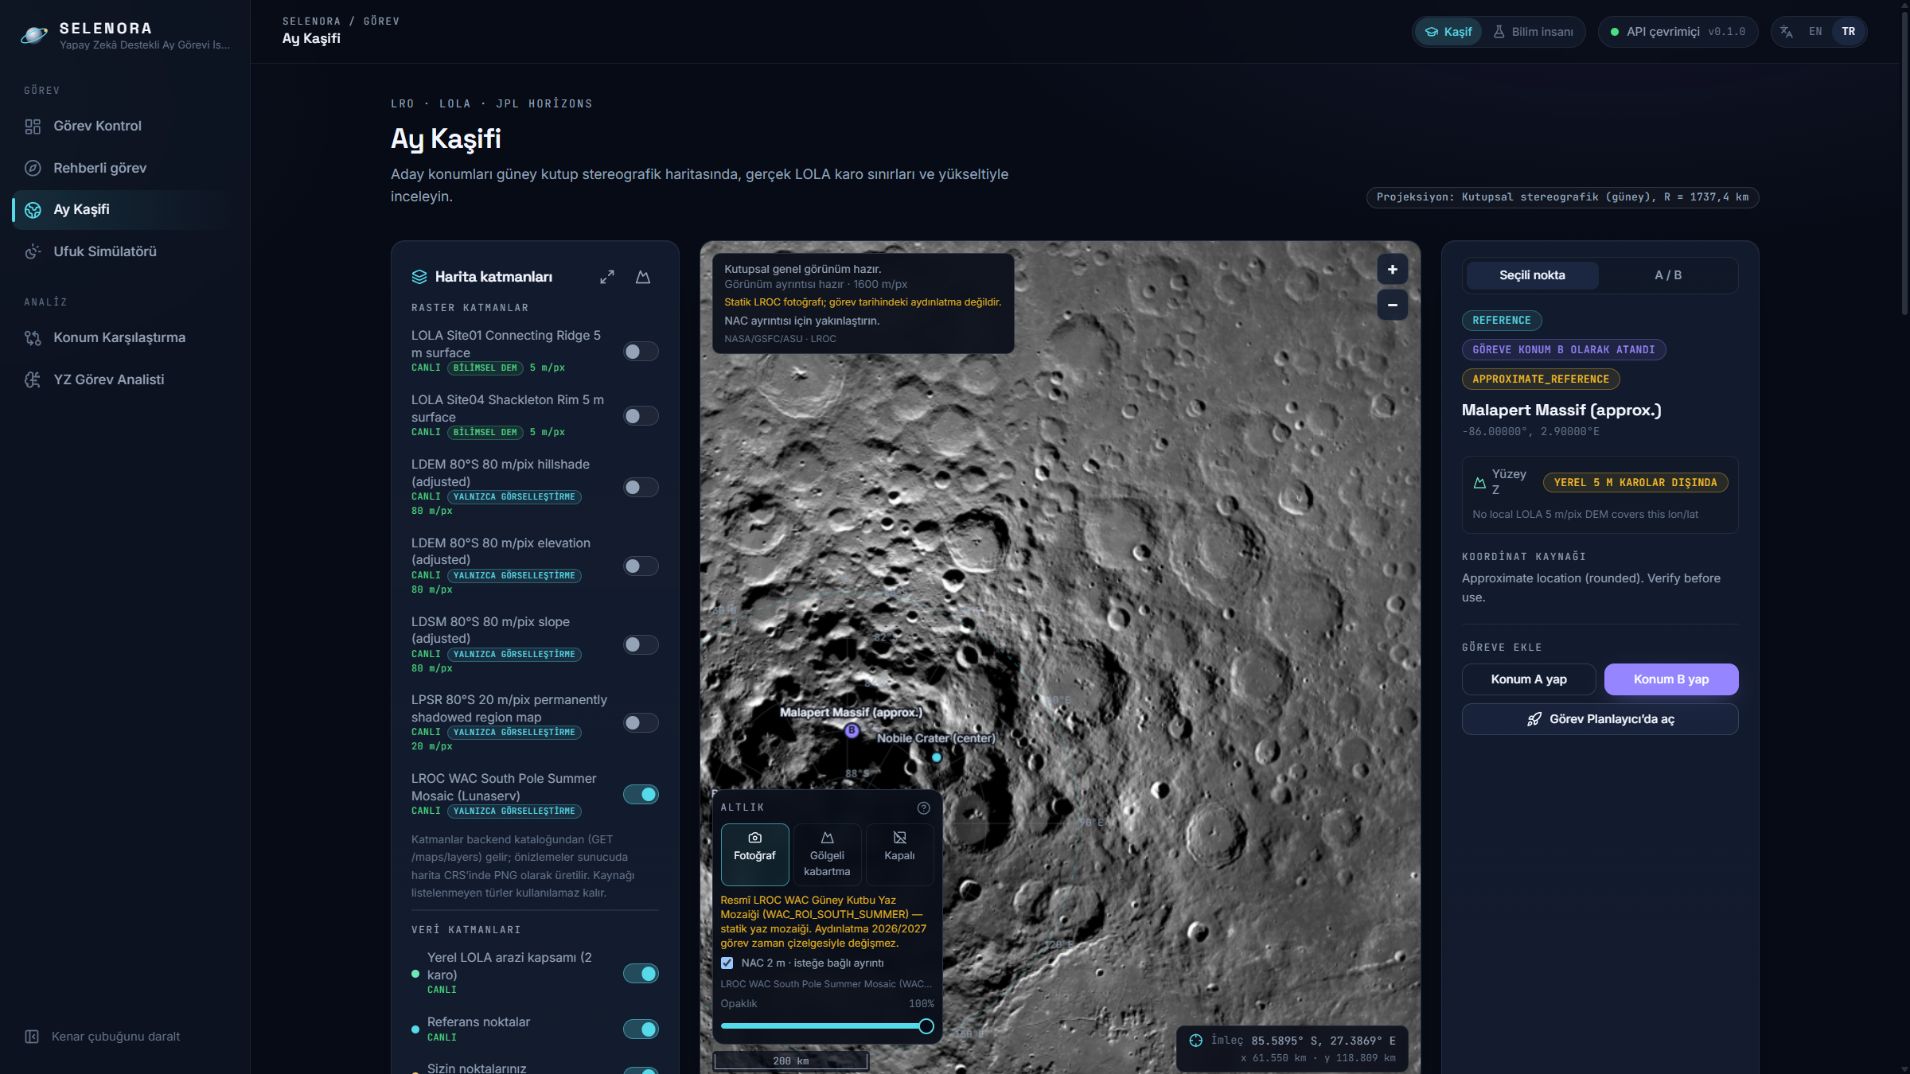 SELENORA
Yapay Zekâ Destekli Ay Görevi İs...
GÖREV
Görev Kontrol
Rehberli görev
Ay Kaşifi
Ufuk Simülatörü
ANALİZ
Konum Karşılaştırma
YZ Görev Analisti
Kenar çubuğunu daralt
SELENORA / GÖREV
Ay Kaşifi
Kaşif
Bilim insanı
API çevrimiçi v0.1.0
EN
TR
LRO · LOLA · JPL HORİZONS
Ay Kaşifi
Aday konumları güney kutup stereografik haritasında, gerçek LOLA karo sınırları ve yükseltiyle
inceleyin.
Projeksiyon: Kutupsal stereografik (güney), R = 1737,4 km
Harita katmanları
RASTER KATMANLAR
LOLA Site01 Connecting Ridge 5
m surface
CANLI BİLİMSEL DEM 5 m/px
LOLA Site04 Shackleton Rim 5 m
surface
CANLI BİLİMSEL DEM 5 m/px
LDEM 80°S 80 m/pix hillshade
(adjusted)
CANLI YALNIZCA GÖRSELLEŞTİRME
80 m/px
LDEM 80°S 80 m/pix elevation
(adjusted)
CANLI YALNIZCA GÖRSELLEŞTİRME
80 m/px
LDSM 80°S 80 m/pix slope
(adjusted)
CANLI YALNIZCA GÖRSELLEŞTİRME
80 m/px
LPSR 80°S 20 m/pix permanently
shadowed region map
CANLI YALNIZCA GÖRSELLEŞTİRME
20 m/px
LROC WAC South Pole Summer
Mosaic (Lunaserv)
CANLI YALNIZCA GÖRSELLEŞTİRME
Katmanlar backend kataloğundan (GET
/maps/layers) gelir; önizlemeler sunucuda
harita CRS'inde PNG olarak üretilir. Kaynağı
listelenmeyen türler kullanılamaz kalır.
VERİ KATMANLARI
Yerel LOLA arazi kapsamı (2
karo)
CANLI
Referans noktalar
CANLI
Sizin noktalarınız
Kutupsal genel görünüm hazır.
Görünüm ayrıntısı hazır · 1600 m/px
Statik LROC fotoğrafı; görev tarihindeki aydınlatma değildir.
NAC ayrıntısı için yakınlaştırın.
NASA/GSFC/ASU · LROC
+
−
82°
Malapert Massif (approx.)
B
Nobile Crater (center)
88°S
90°E
120°E
ALTLIK
Fotoğraf
Gölgeli
kabartma
Kapalı
Resmî LROC WAC Güney Kutbu Yaz
Mozaiği (WAC_ROI_SOUTH_SUMMER) —
statik yaz mozaiği. Aydınlatma 2026/2027
görev zaman çizelgesiyle değişmez.
NAC 2 m · isteğe bağlı ayrıntı
LROC WAC South Pole Summer Mosaic (WAC...
Opaklık 100%
200 km
İmleç 85.5895° S, 27.3869° E
x 61.550 km · y 118.809 km
Seçili nokta
A / B
REFERENCE
GÖREVE KONUM B OLARAK ATANDI
APPROXIMATE_REFERENCE
Malapert Massif (approx.)
-86.00000°, 2.90000°E
Yüzey
Z
YEREL 5 M KAROLAR DIŞINDA
No local LOLA 5 m/pix DEM covers this lon/lat
KOORDİNAT KAYNAĞI
Approximate location (rounded). Verify before
use.
GÖREVE EKLE
Konum A yap
Konum B yap
Görev Planlayıcı'da aç